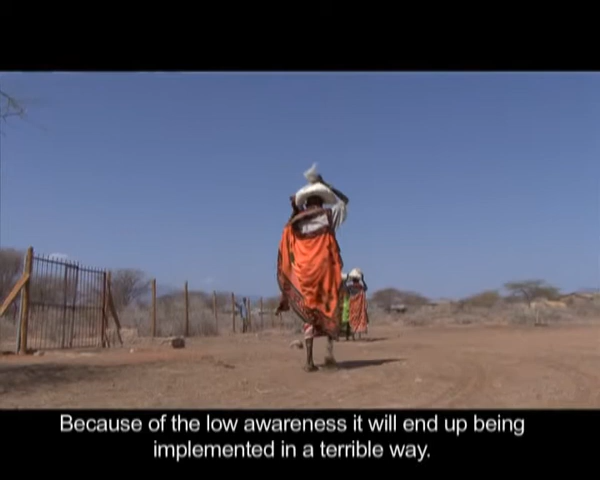 Because of the low awareness it will end up being
implemented in a terrible way.